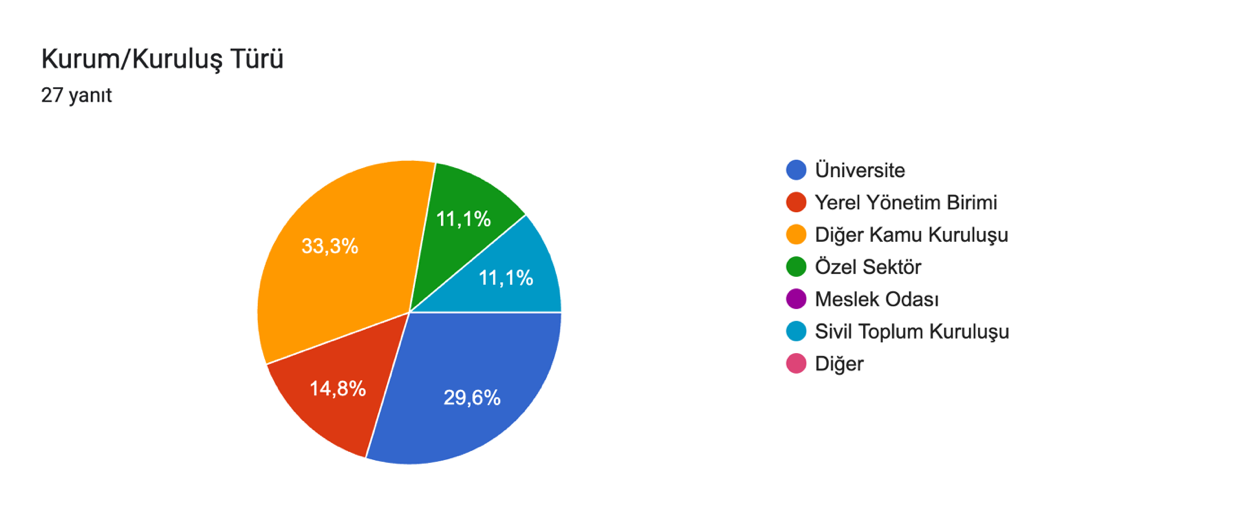 Kurum/Kuruluş Türü
27 yanıt
11,1%
33,3%
11,1%
14,8%
29,6%
Üniversite
Yerel Yönetim Birimi
Diğer Kamu Kuruluşu
Özel Sektör
Meslek Odası
Sivil Toplum Kuruluşu
Diğer